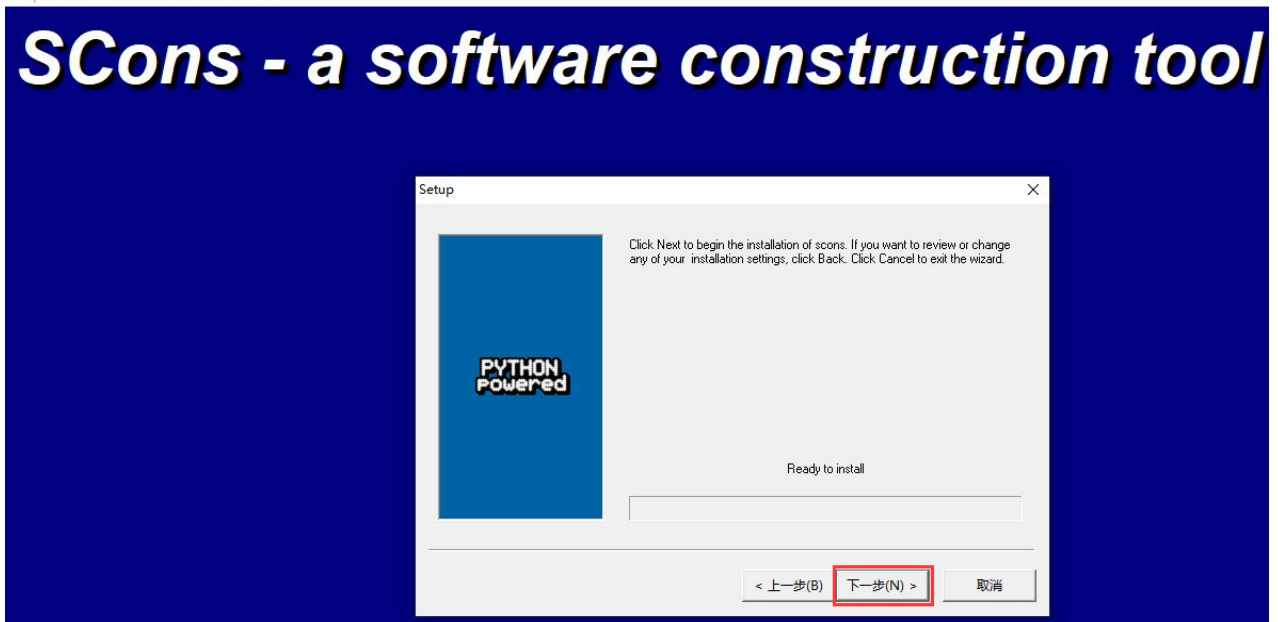 SCons - a software construction tool
Setup
Click Next to begin the installation of scons. If you want to review or change
any of your installation settings, click Back. Click Cancel to exit the wizard.
PYTHON
Powered
Ready to install
< 上一步(B)
下一步(N) >
取消